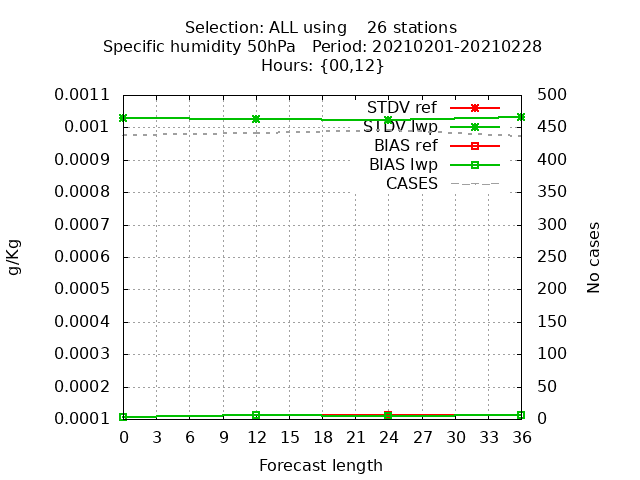 Selection: ALL using    26 stations
Specific humidity 50hPa   Period: 20210201-20210228
Hours: {00,12}
0.0011
0.001
0.0009
0.0008
0.0007
0.0006
0.0005
0.0004
0.0003
0.0002
0.0001
g/Kg
STDV ref
STDV lwp
BIAS ref
BIAS lwp
CASES
500
450
400
350
300
250
200
150
100
50
0
No cases
0 3 6 9 12 15 18 21 24 27 30 33 36
Forecast length